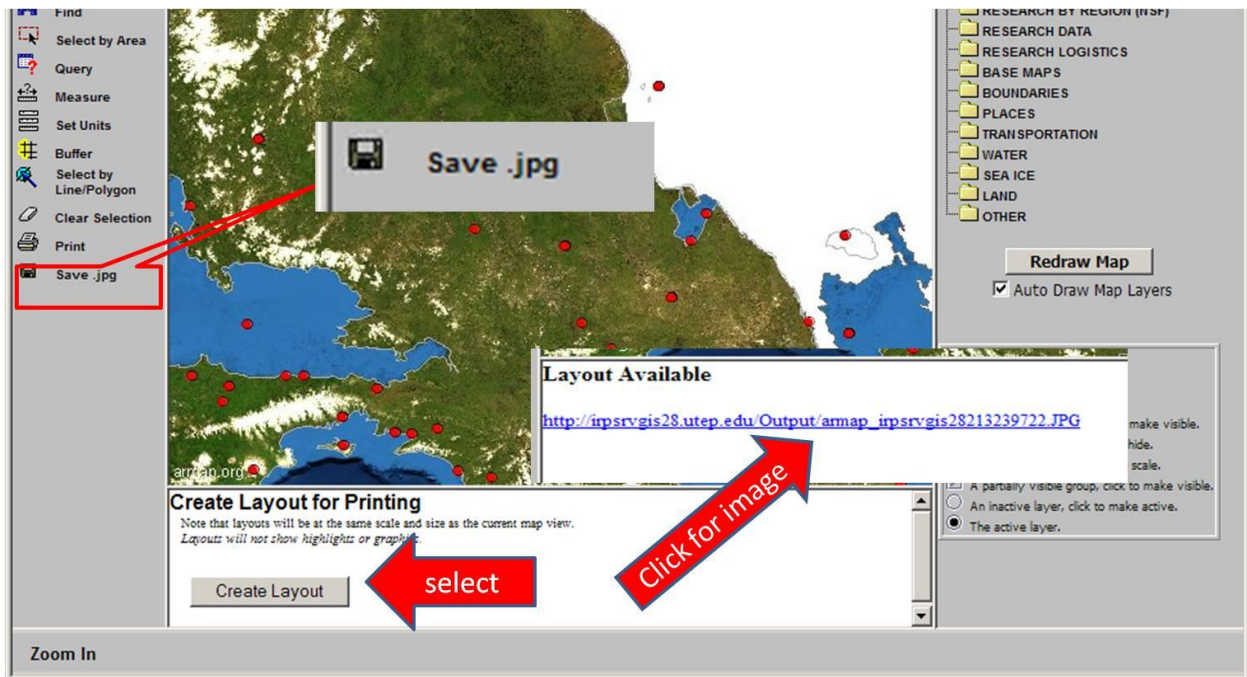 Find
Select by Area
Query
Measure
Set Units
Buffer
Select by
Line/Polygon
Clear Selection
Print
Save .jpg
Save .jpg
armap.org
RESEARCH BY REGION (NSF)
RESEARCH DATA
RESEARCH LOGISTICS
BASE MAPS
BOUNDARIES
PLACES
TRANSPORTATION
WATER
SEA ICE
LAND
OTHER
Redraw Map
Auto Draw Map Layers
Layout Available
http://irpsrvgis28.utep.edu/Output/armap_irpsrvgis28213239722.JPG
make visible.
hide.
scale.
A partially visible group, click to make visible.
An inactive layer, click to make active.
The active layer.
Create Layout for Printing
Note that layouts will be at the same scale and size as the current map view.
Layouts will not show highlights or graphics.
Create Layout
select
Click for image
Zoom In